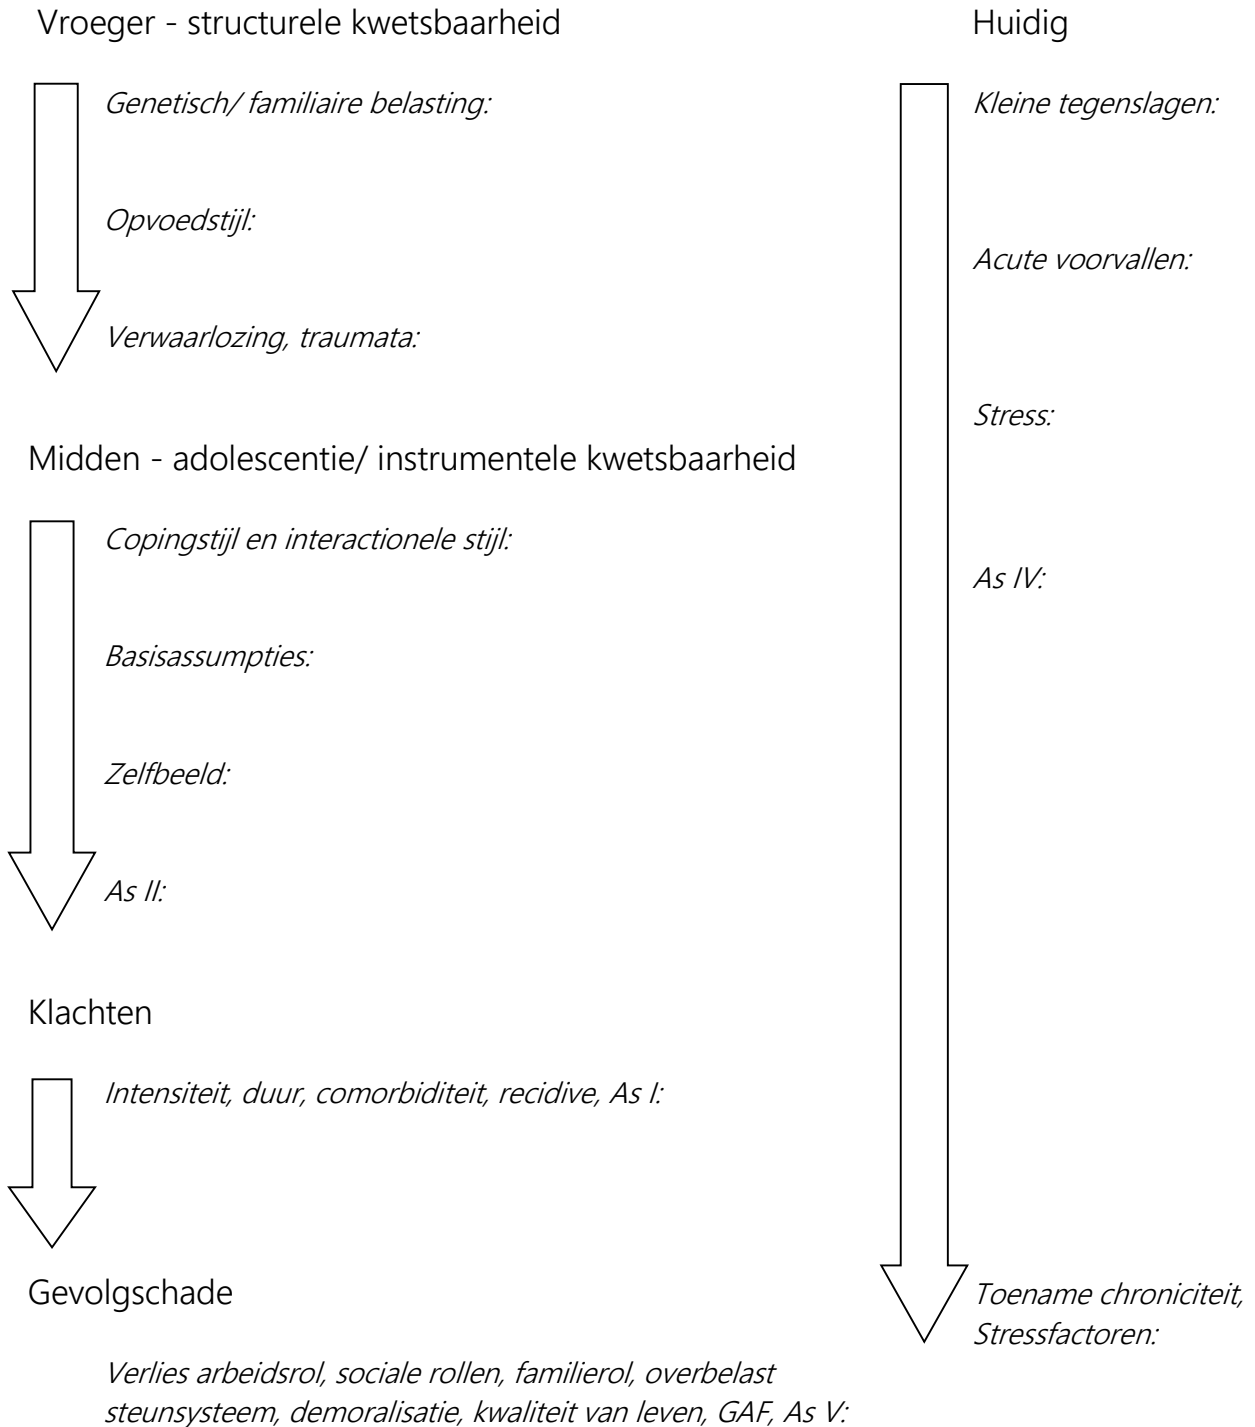 Vroeger - structurele kwetsbaarheid
Genetisch/ familiaire belasting:
Opvoedstijl:
Verwaarlozing, traumata:
Midden - adolescentie/ instrumentele kwetsbaarheid
Copingstijl en interactionele stijl:
Basisassumpties:
Zelfbeeld:
As II:
Klachten
Intensiteit, duur, comorbiditeit, recidive, As I:
Gevolgschade
Verlies arbeidsrol, sociale rollen, familierol, overbelast
steunsysteem, demoralisatie, kwaliteit van leven, GAF, As V:
Huidig
Kleine tegenslagen:
Acute voorvallen:
Stress:
As IV:
Toename chroniciteit,
Stressfactoren: